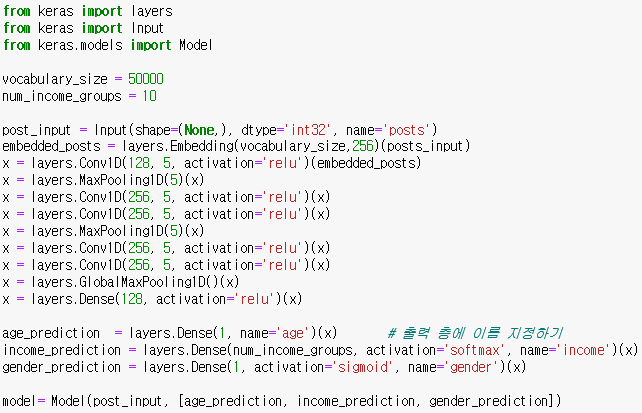 from keras import layers
from keras import Input
from keras.models import Model

vocabulary_size = 50000
num_income_groups = 10

post_input = Input(shape=(None,), dtype='int32', name='posts')
embedded_posts = layers.Embedding(vocabulary_size,256)(posts_input)
x = layers.Conv1D(128, 5, activation='relu')(embedded_posts)
x = layers.MaxPooling1D(5)(x)
x = layers.Conv1D(256, 5, activation='relu')(x)
x = layers.Conv1D(256, 5, activation='relu')(x)
x = layers.MaxPooling1D(5)(x)
x = layers.Conv1D(256, 5, activation='relu')(x)
x = layers.Conv1D(256, 5, activation='relu')(x)
x = layers.GlobalMaxPooling1D()(x)
x = layers.Dense(128, activation='relu')(x)

age_prediction  = layers.Dense(1, name='age')(x)      # 출력 층에 이름 지정하기
income_prediction = layers.Dense(num_income_groups, activation='softmax', name='income')(x)
gender_prediction = layers.Dense(1, activation='sigmoid', name='gender')(x)

model= Model(post_input, [age_prediction, income_prediction, gender_prediction])